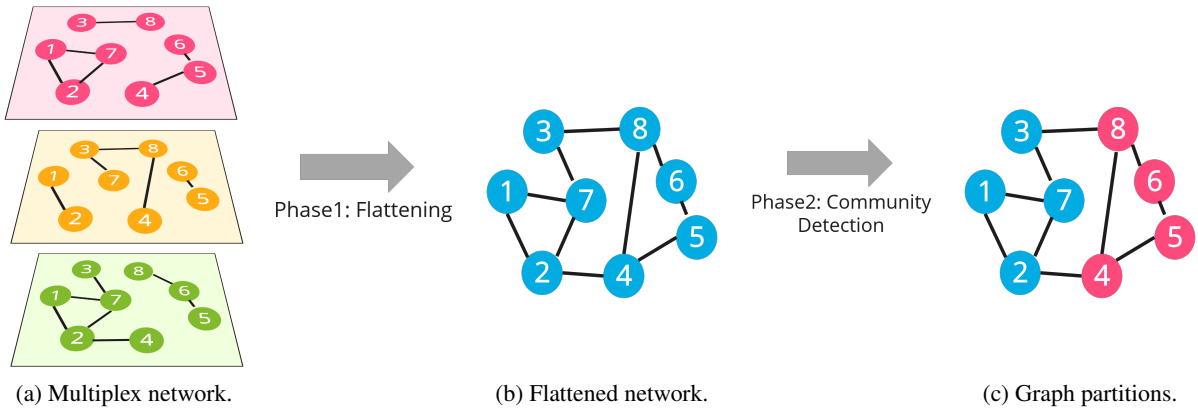 3 8
6
1 7
5
2 4
3 8
1 7 6
5
2 4
3 8
1 7 6
5
2 4
Phase1: Flattening
3 8
1 7 6
5
2 4
Phase2: Community
Detection
3 8
1 7 6
5
2 4
(a) Multiplex network.
(b) Flattened network.
(c) Graph partitions.